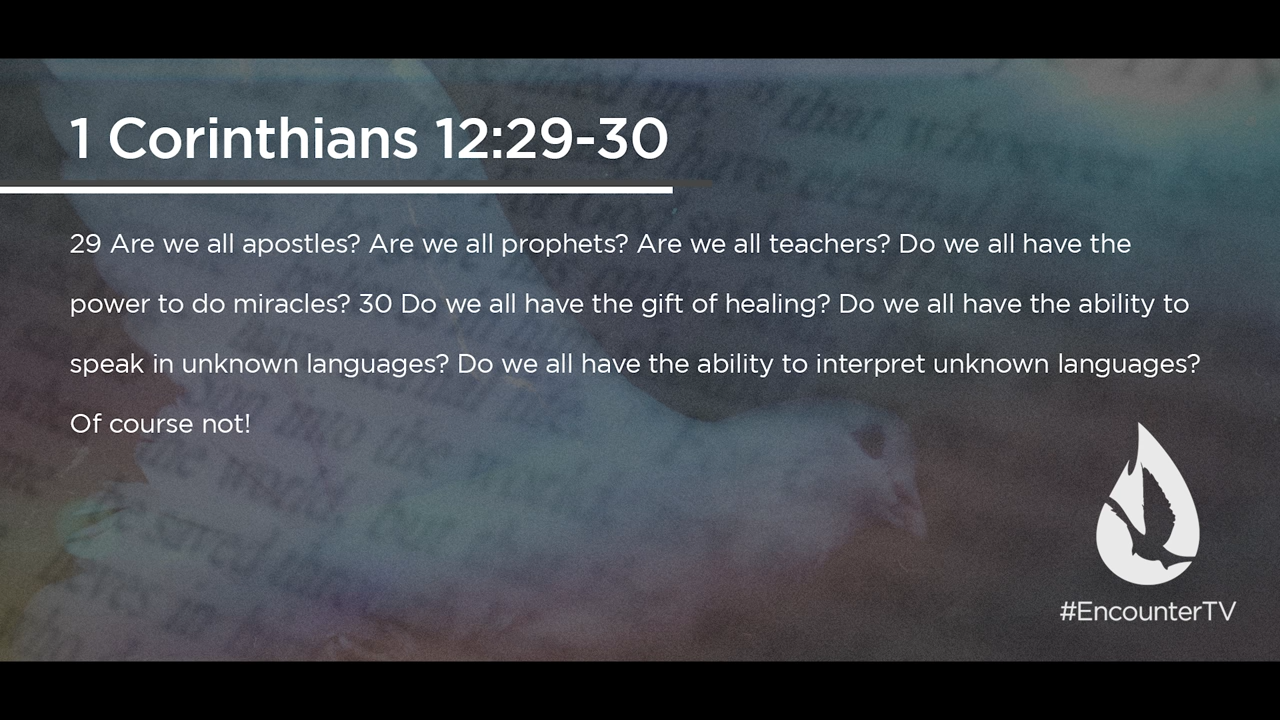 1 Corinthians 12:29-30
29 Are we all apostles? Are we all prophets? Are we all teachers? Do we all have the
power to do miracles? 30 Do we all have the gift of healing? Do we all have the ability to
speak in unknown languages? Do we all have the ability to interpret unknown languages?
Of course not!
#EncounterTV